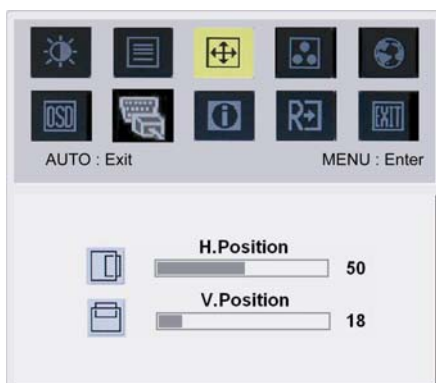 OSD
i
R
EXIT
AUTO : Exit
MENU : Enter
H.Position
50
V.Position
18